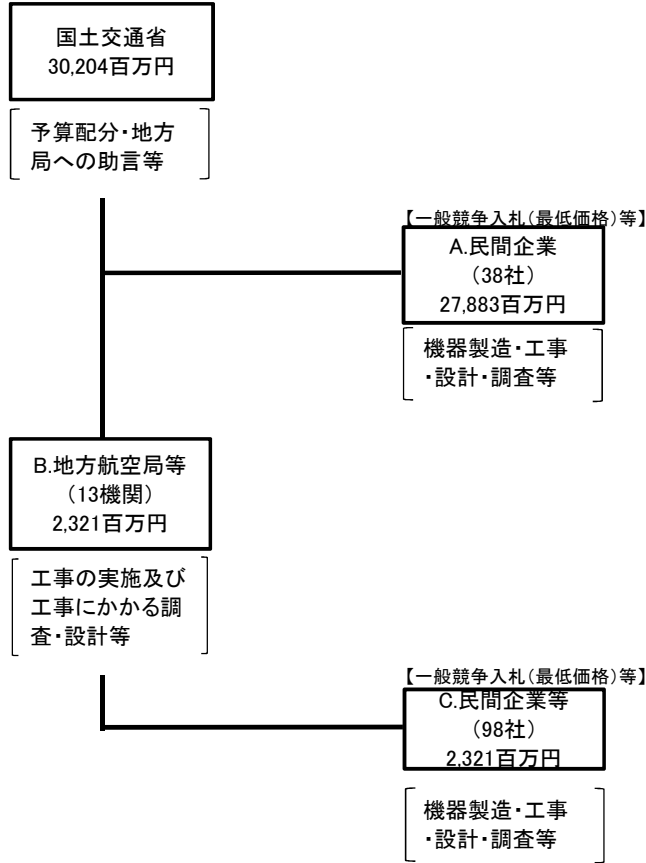 国土交通省
30,204百万円
予算配分・地方
局への助言等
【一般競争入札(最低価格)等】
A.民間企業
（38社）
27,883百万円
機器製造・工事
・設計・調査等
B.地方航空局等
（13機関）
2,321百万円
工事の実施及び
工事にかかる調
査・設計等
【一般競争入札(最低価格)等】
C.民間企業等
（98社）
2,321百万円
機器製造・工事
・設計・調査等